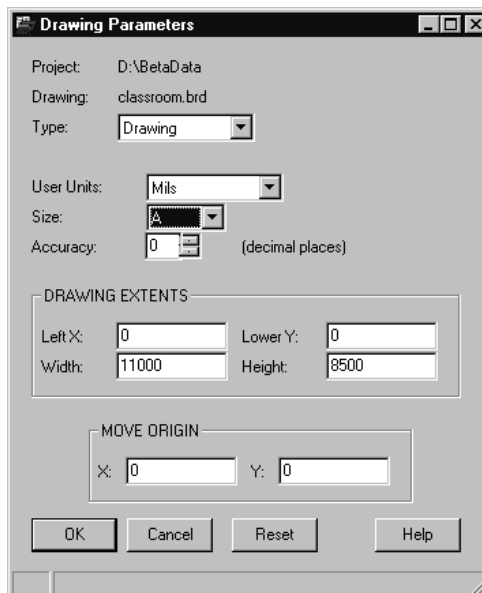 Drawing Parameters
Project: D:\BetaData
Drawing: classroom.brd
Type: Drawing
User Units: Mils
Size: A
Accuracy: 0 (decimal places)
DRAWING EXTENTS
Left X: 0 Lower Y: 0
Width: 11000 Height: 8500
MOVE ORIGIN
X: 0 Y: 0
OK Cancel Reset Help